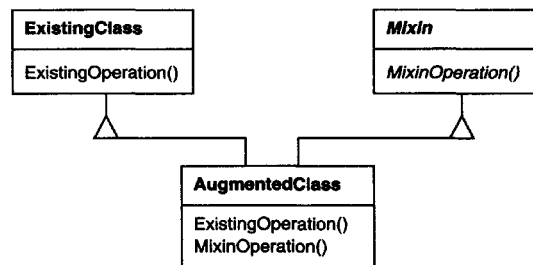 ExistingClass
ExistingOperation()
Mixin
MixinOperation()
AugmentedClass
ExistingOperation()
MixinOperation()